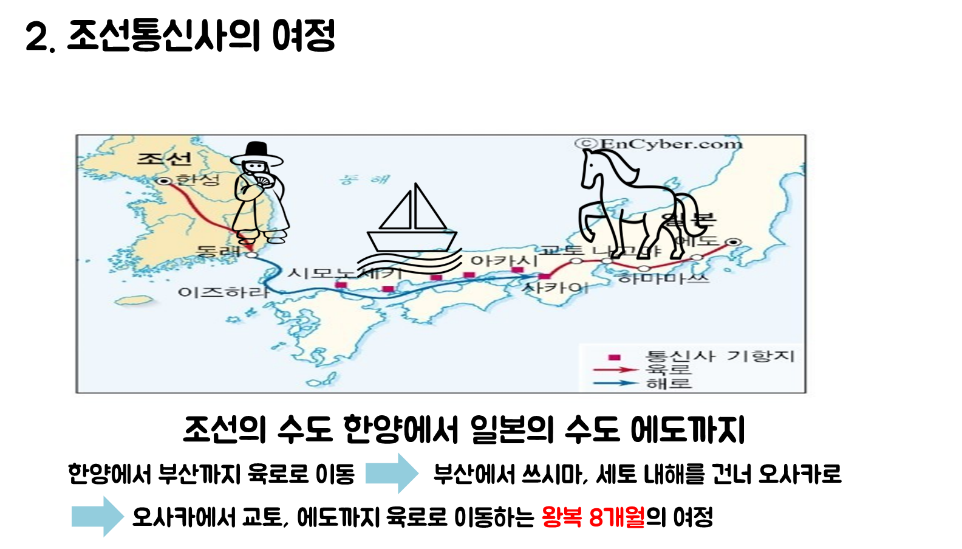 2. 조선통신사의 여정
ⓒEnCyber.com
조선
한성
동해
일본
동래
교토 나고야 에도
시모노세키
아카시
이즈하라
사카이
하마마쓰
통신사 기항지
육로
해로
조선의 수도 한양에서 일본의 수도 에도까지
한양에서 부산까지 육로로 이동 부산에서 쓰시마, 세토 내해를 건너 오사카로
오사카에서 교토, 에도까지 육로로 이동하는 왕복 8개월의 여정